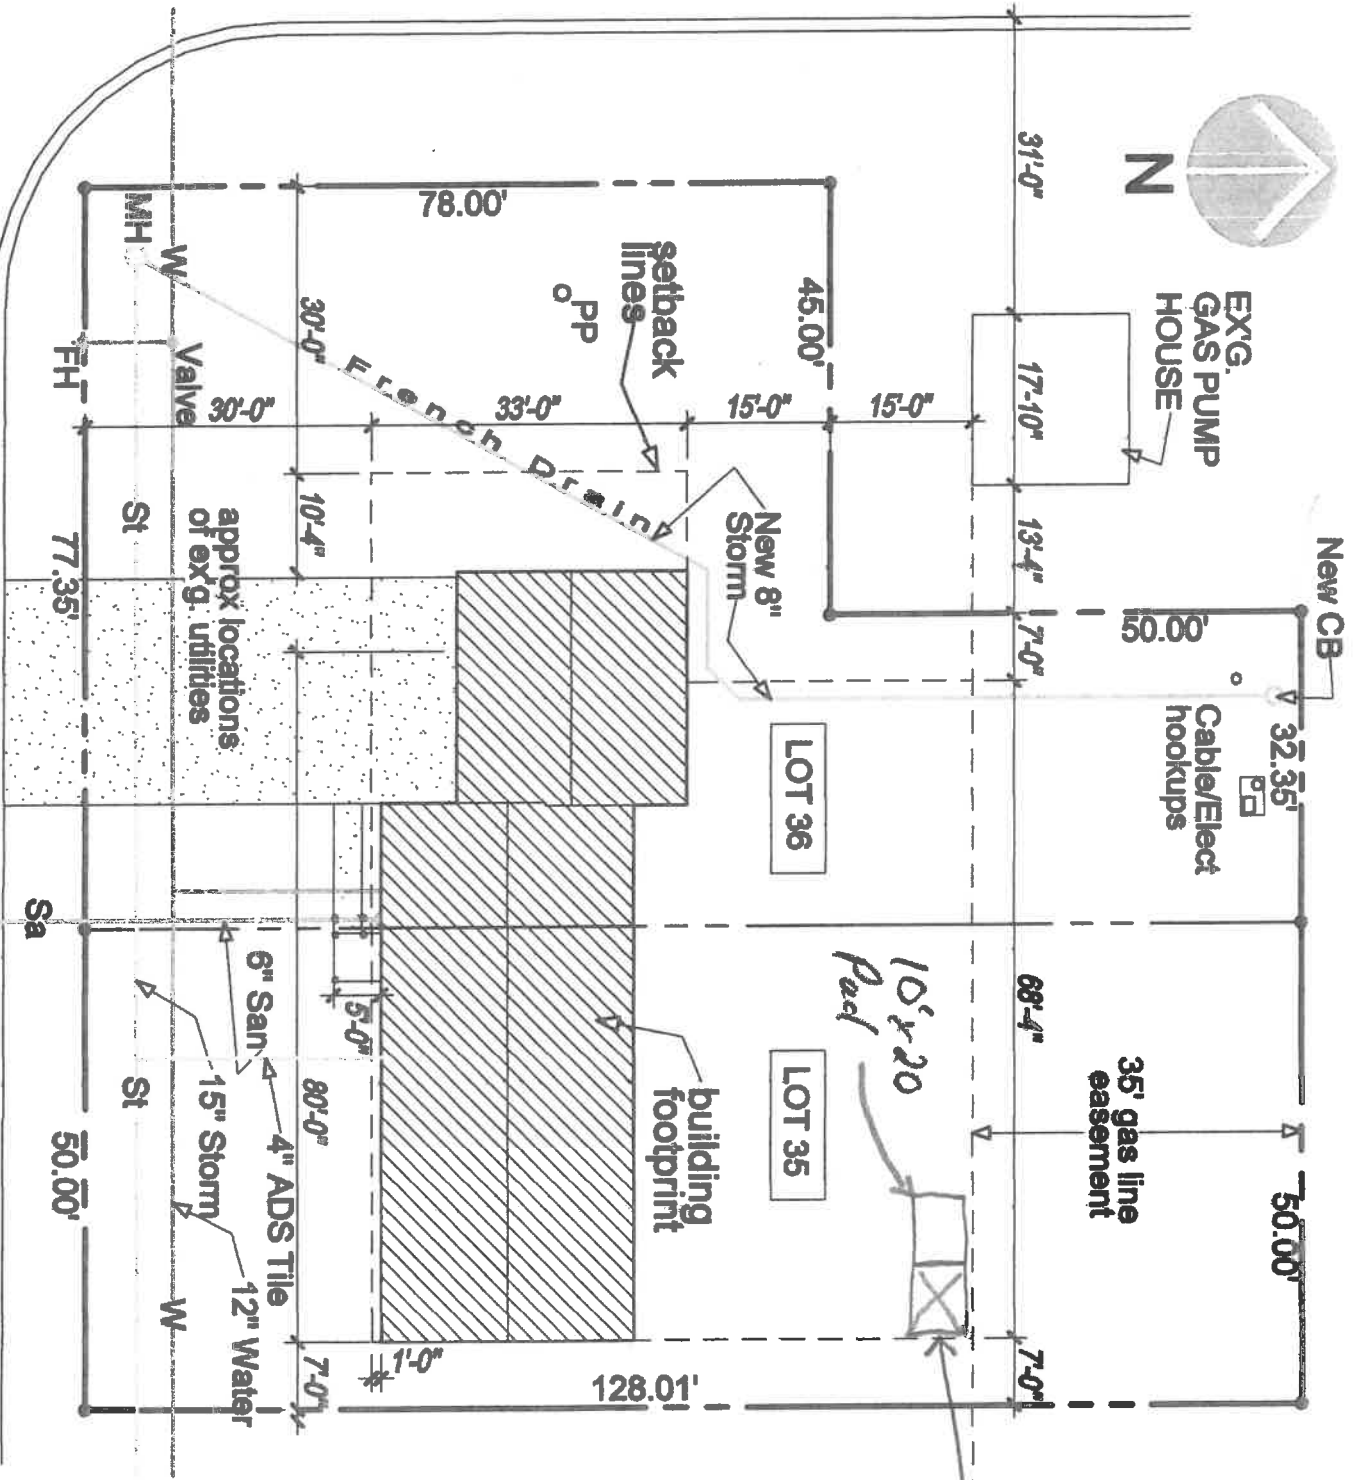 N
EX'G.
GAS PUMP
HOUSE
New CB
31'-0"
17'-10"
13'-4"
7'-0"
68'-4"
7'-0"
50.00'
32.35'
50.00'
Cable/Elect
hookups
35' gas line
easement
45.00'
15'-0"
15'-0"
33'-0"
30'-0"
78.00'
setback
lines
PP
New 8"
Storm
French Drain
LOT 36
LOT 35
10' x 20
Pad
building
footprint
128.01'
MH
W
Valve
FH
30'-0"
10'-4"
80'-0"
7'-0"
1'-0"
5'-0"
approx locations
of ex'g. utilities
St
St
77.35'
50.00'
Sa
6" San
4" ADS Tile
15" Storm
12" Water
W